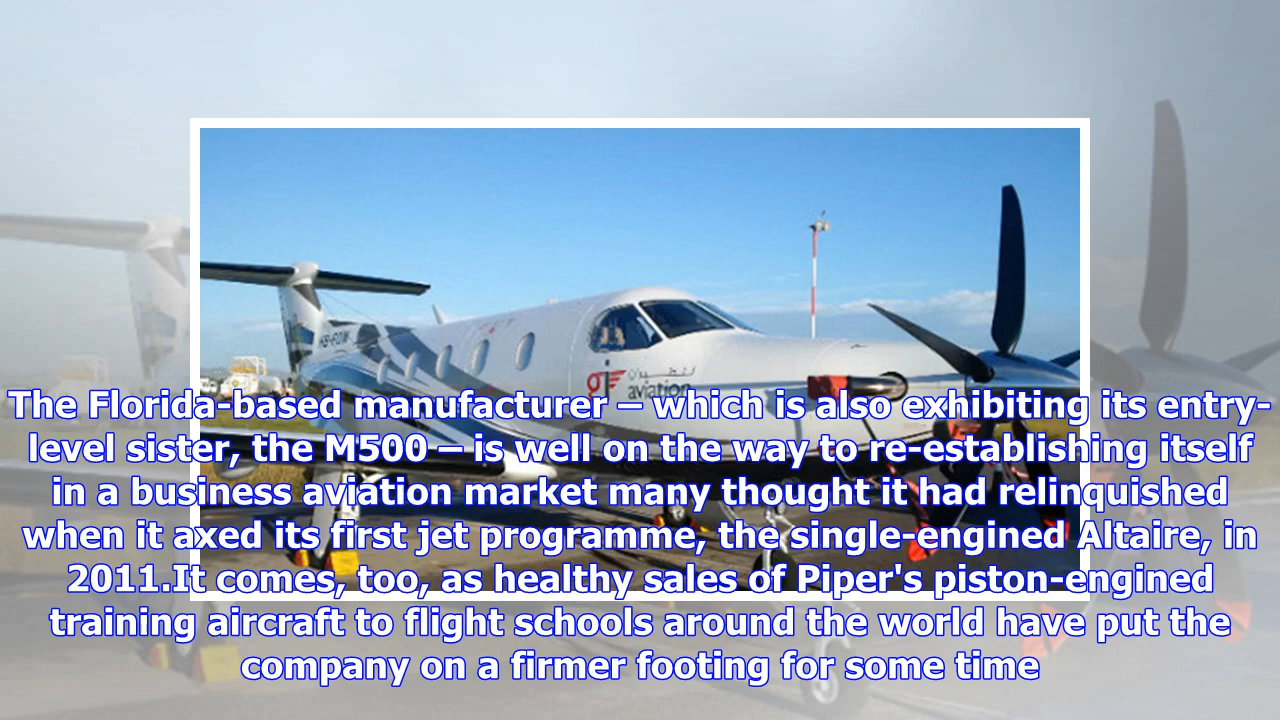 aviation
The Florida-based manufacturer – which is also exhibiting its entry-
level sister, the M500 – is well on the way to re-establishing itself
in a business aviation market many thought it had relinquished
when it axed its first jet programme, the single-engined Altaire, in
2011.It comes, too, as healthy sales of Piper's piston-engined
training aircraft to flight schools around the world have put the
company on a firmer footing for some time